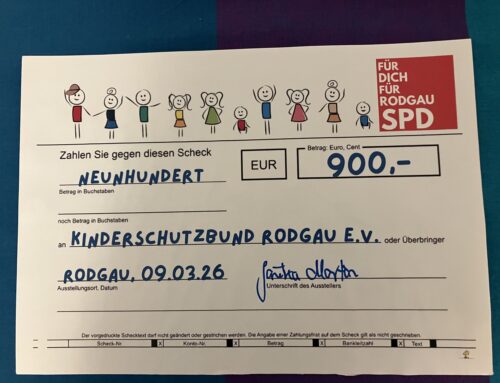 FÜR
DICH
FÜR
RODGAU
SPD
Zahlen Sie gegen diesen Scheck
EUR
Betrag: Euro, Cent
900,-
NEUNHUNDERT
Betrag in Buchstaben
noch Betrag in Buchstaben
an KINDERSCHUTZBUND RODGAU E.V. oder Überbringer
RODGAU, 09.03.26
Ausstellungsort, Datum
Unterschrift des Ausstellers
Der vorgedruckte Schecktext darf nicht geändert oder gestrichen werden. Die Angabe einer Zahlungsfrist auf dem Scheck gilt als nicht geschrieben.
Scheck-Nr X Konto-Nr. X Betrag X Bankleitzahl X Text